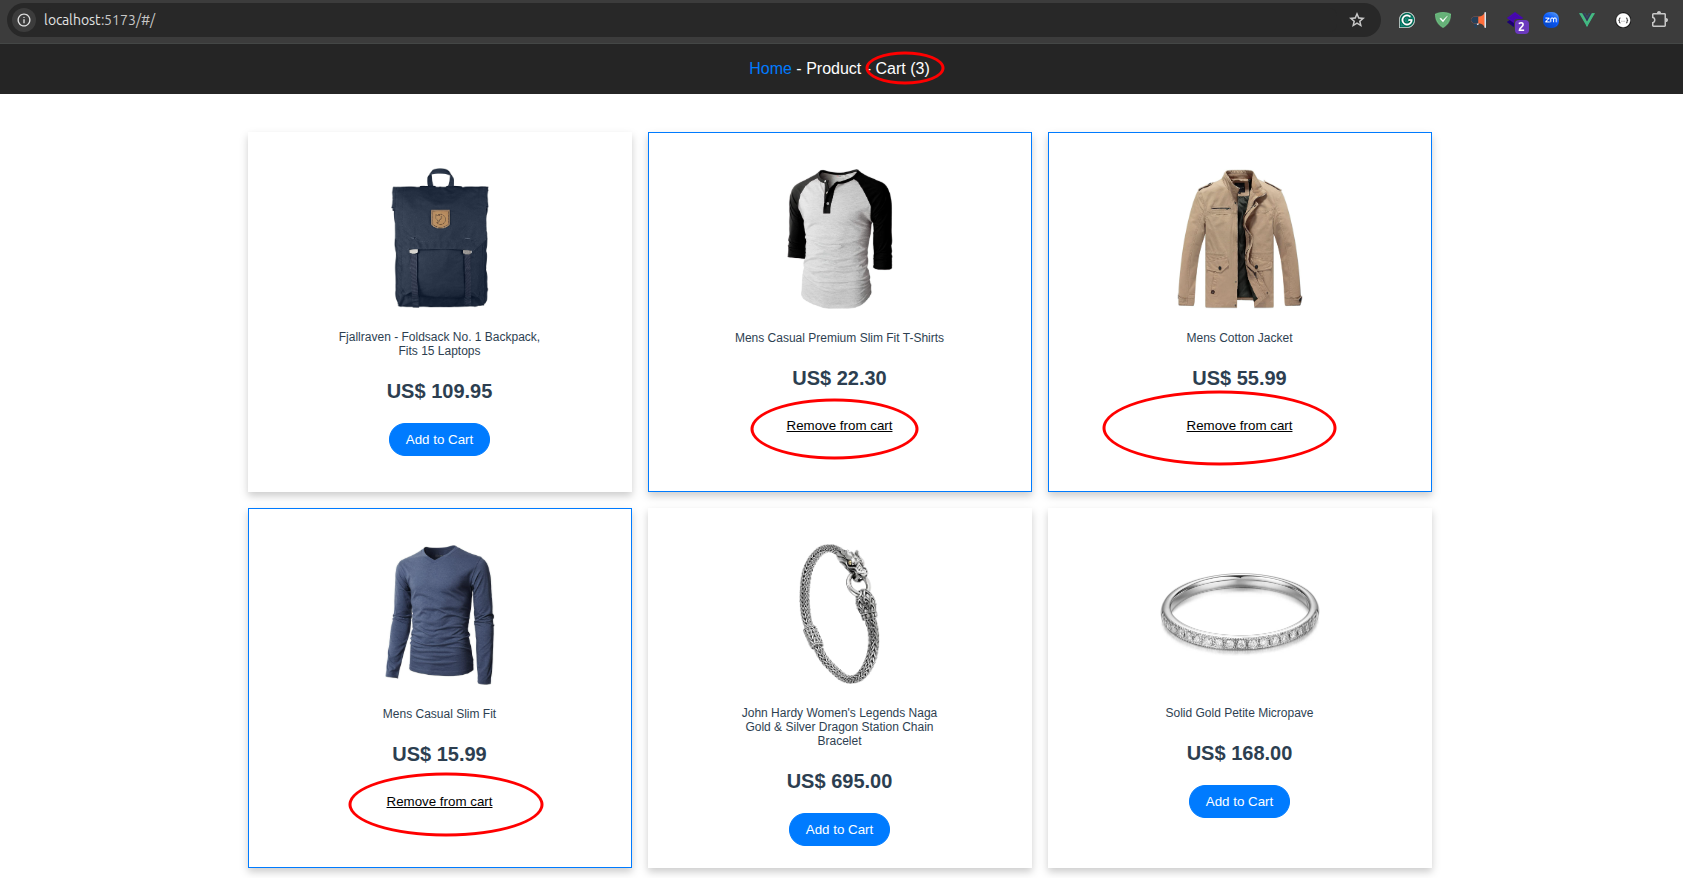 localhost:5173/#/
2
zm
Home - Product - Cart (3)
Fjallraven - Foldsack No. 1 Backpack,
Fits 15 Laptops
US$ 109.95
Add to Cart
Mens Casual Premium Slim Fit T-Shirts
US$ 22.30
Remove from cart
Mens Cotton Jacket
US$ 55.99
Remove from cart
Mens Casual Slim Fit
US$ 15.99
Remove from cart
John Hardy Women's Legends Naga
Gold & Silver Dragon Station Chain
Bracelet
US$ 695.00
Add to Cart
Solid Gold Petite Micropave
US$ 168.00
Add to Cart